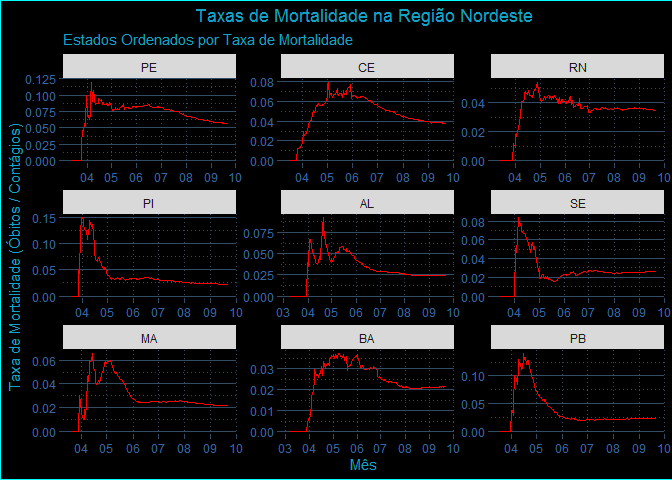 Taxas de Mortalidade na Região Nordeste
Estados Ordenados por Taxa de Mortalidade
Taxa de Mortalidade (Óbitos / Contágios)
PE
0.125
0.100
0.075
0.050
0.025
0.000
04 05 06 07 08 09 10
CE
0.08
0.06
0.04
0.02
0.00
04 05 06 07 08 09 10
RN
0.04
0.02
0.00
04 05 06 07 08 09 10
PI
0.15
0.10
0.05
0.00
04 05 06 07 08 09 10
AL
0.075
0.050
0.025
0.000
03 04 05 06 07 08 09 10
SE
0.08
0.06
0.04
0.02
0.00
04 05 06 07 08 09 10
MA
0.06
0.04
0.02
0.00
04 05 06 07 08 09 10
BA
0.03
0.02
0.01
0.00
03 04 05 06 07 08 09 10
PB
0.10
0.05
0.00
04 05 06 07 08 09 10
Mês